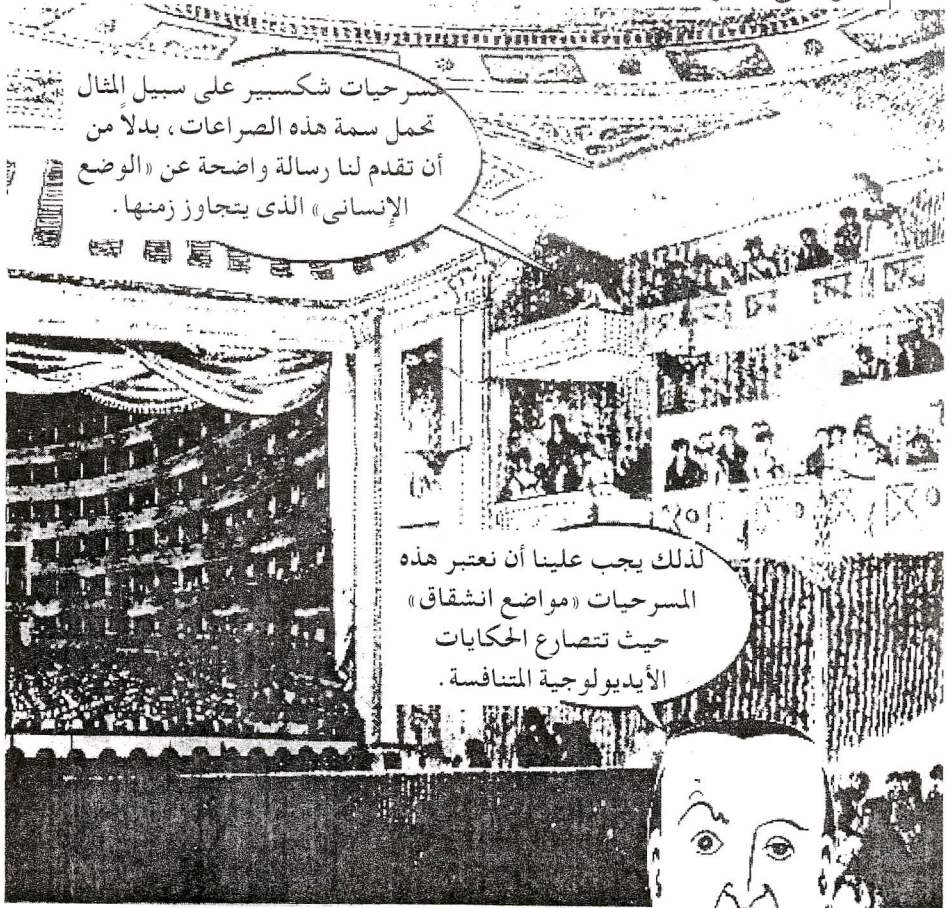 مسرحيات شكسبير على سبيل المثال
تحمل سمة هذه الصراعات، بدلاً من
أن تقدم لنا رسالة واضحة عن «الوضع
الإنسانى» الذى يتجاوز زمنها.
لذلك يجب علينا أن نعتبر هذه
المسرحيات «مواضع انشقاق»
حيث تتصارع الحكايات
الأيديولوجية المتنافسة.